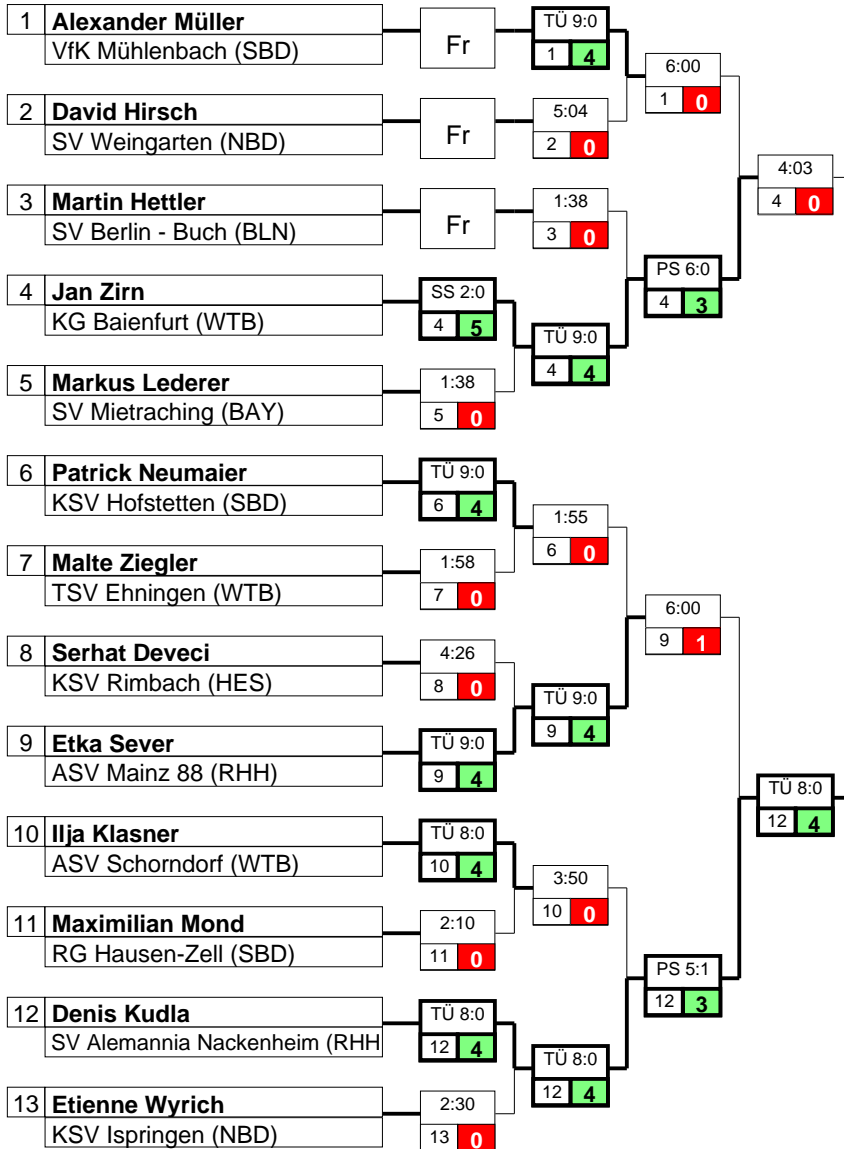 1 Alexander Müller
VfK Mühlenbach (SBD)
Fr
TÜ 9:0
1 4
6:00
1 0
2 David Hirsch
SV Weingarten (NBD)
Fr
5:04
2 0
4:03
4 0
3 Martin Hettler
SV Berlin - Buch (BLN)
Fr
1:38
3 0
PS 6:0
4 3
4 Jan Zirn
KG Baienfurt (WTB)
SS 2:0
4 5
TÜ 9:0
4 4
5 Markus Lederer
SV Mietraching (BAY)
1:38
5 0
6 Patrick Neumaier
KSV Hofstetten (SBD)
TÜ 9:0
6 4
1:55
6 0
7 Malte Ziegler
TSV Ehningen (WTB)
1:58
7 0
6:00
9 1
8 Serhat Deveci
KSV Rimbach (HES)
4:26
8 0
TÜ 9:0
9 4
9 Etka Sever
ASV Mainz 88 (RHH)
TÜ 9:0
9 4
TÜ 8:0
12 4
10 Ilja Klasner
ASV Schorndorf (WTB)
TÜ 8:0
10 4
3:50
10 0
11 Maximilian Mond
RG Hausen-Zell (SBD)
2:10
11 0
PS 5:1
12 3
12 Denis Kudla
SV Alemannia Nackenheim (RHH
TÜ 8:0
12 4
TÜ 8:0
12 4
13 Etienne Wyrich
KSV Ispringen (NBD)
2:30
13 0